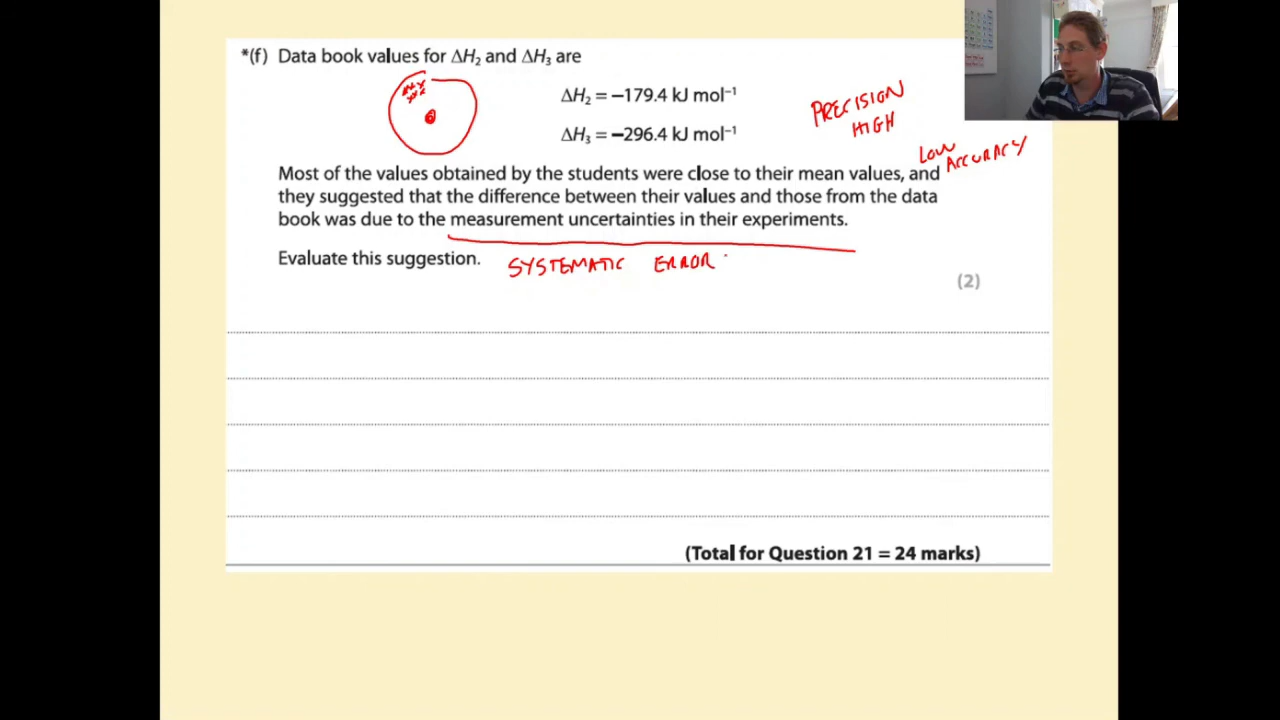 *(f) Data book values for ΔH₂ and ΔH₃ are
ΔH₂ = −179.4 kJ mol⁻¹
PRECISION
HIGH
ΔH₃ = −296.4 kJ mol⁻¹
LOW
ACCURACY
Most of the values obtained by the students were close to their mean values, and
they suggested that the difference between their values and those from the data
book was due to the measurement uncertainties in their experiments.
Evaluate this suggestion.
SYSTEMATIC ERROR
(2)
(Total for Question 21 = 24 marks)